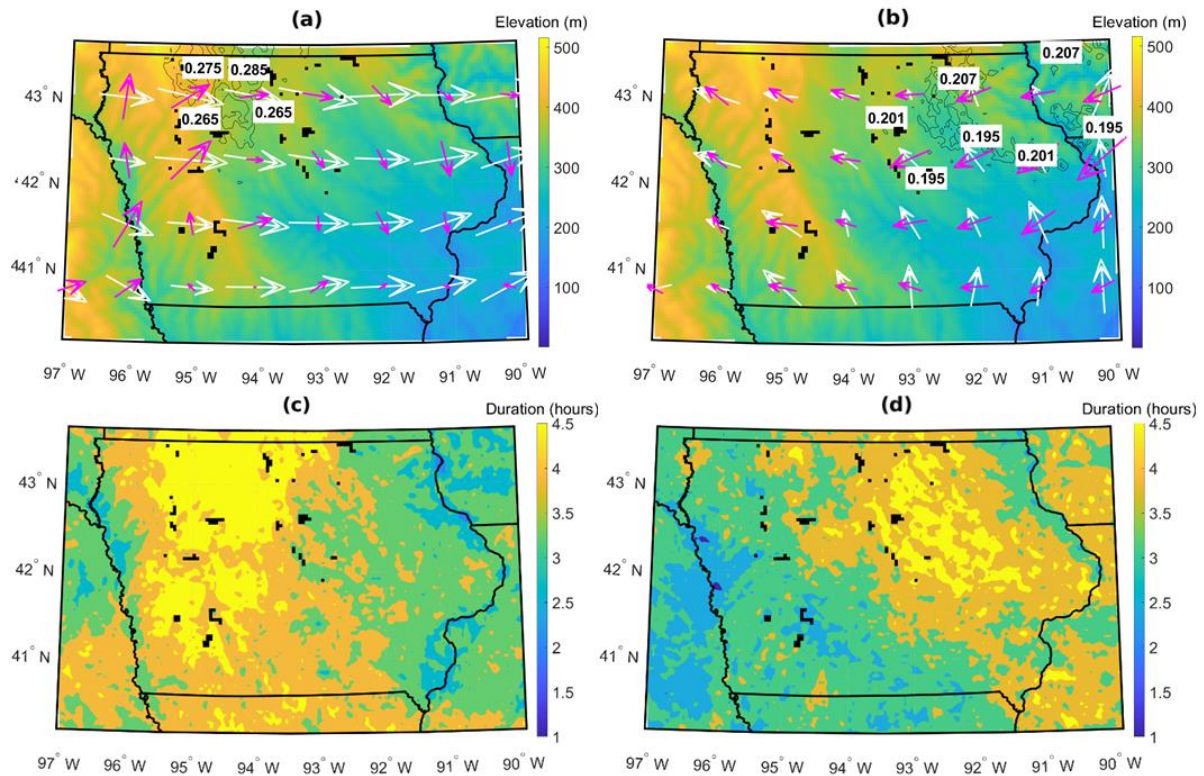 (a)
Elevation (m)
500
400
300
200
100
43° N
42° N
41° N
0.275
0.285
0.265
0.265
97° W 96° W 95° W 94° W 93° W 92° W 91° W 90° W
(b)
Elevation (m)
500
400
300
200
100
43° N
42° N
41° N
0.207
0.207
0.201
0.195
0.195
0.201
0.195
97° W 96° W 95° W 94° W 93° W 92° W 91° W 90° W
(c)
Duration (hours)
4.5
4
3.5
3
2.5
2
1.5
1
43° N
42° N
41° N
97° W 96° W 95° W 94° W 93° W 92° W 91° W 90° W
(d)
Duration (hours)
4.5
4
3.5
3
2.5
2
1.5
1
43° N
42° N
41° N
97° W 96° W 95° W 94° W 93° W 92° W 91° W 90° W